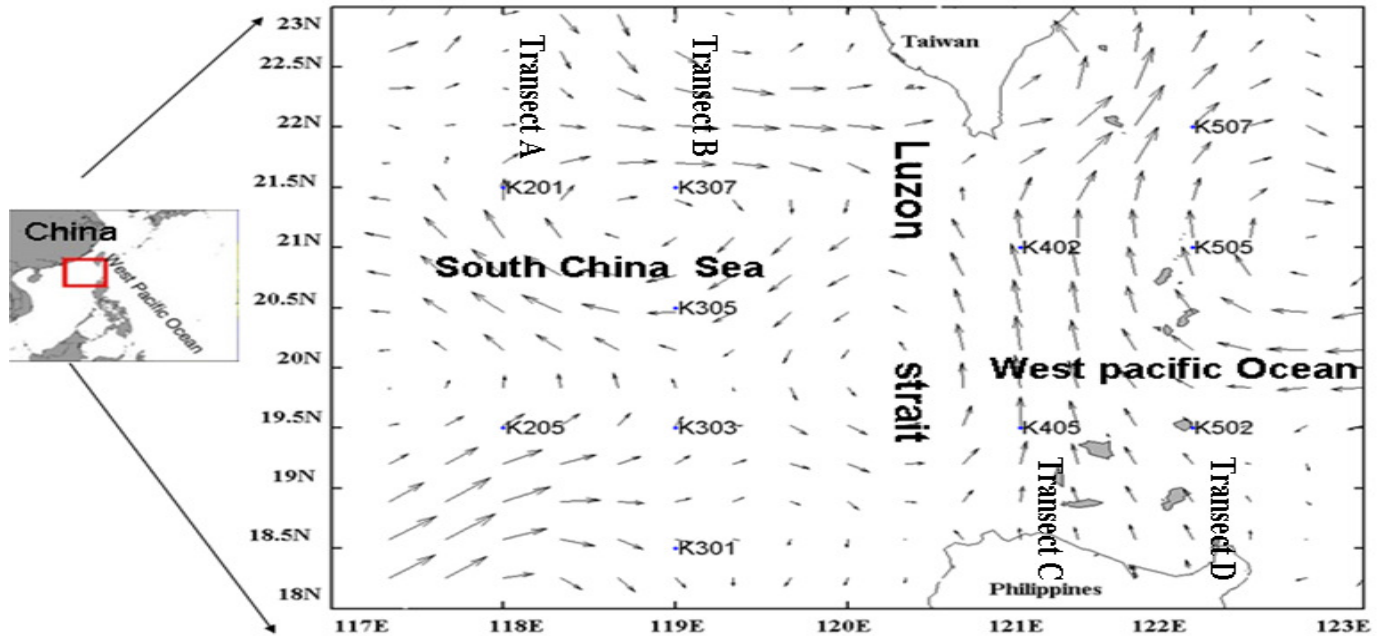 23N
22.5N
22N
21.5N
21N
20.5N
20N
19.5N
19N
18.5N
18N
117E
118E
119E
120E
121E
122E
123E
China
West Pacific Ocean
Transect A
Transect B
Taiwan
K507
K201
K307
Luzon
K402
K505
South China Sea
K305
West pacific Ocean
strait
K205
K303
K405
K502
Transect C
Transect D
K301
Philippines